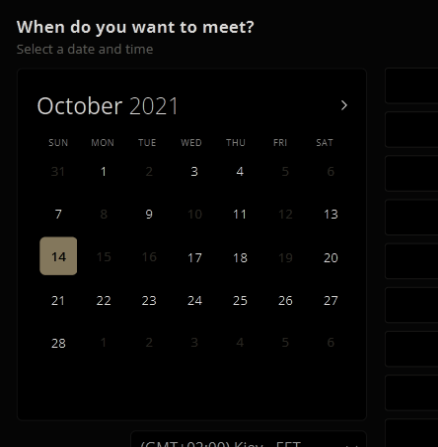 When do you want to meet?
Select a date and time
October 2021
SUN MON TUE WED THU FRI SAT
31 1 2 3 4 5 6
7 8 9 10 11 12 13
14 15 16 17 18 19 20
21 22 23 24 25 26 27
28 1 2 3 4 5 6
(GMT+02:00) Kiev - EET